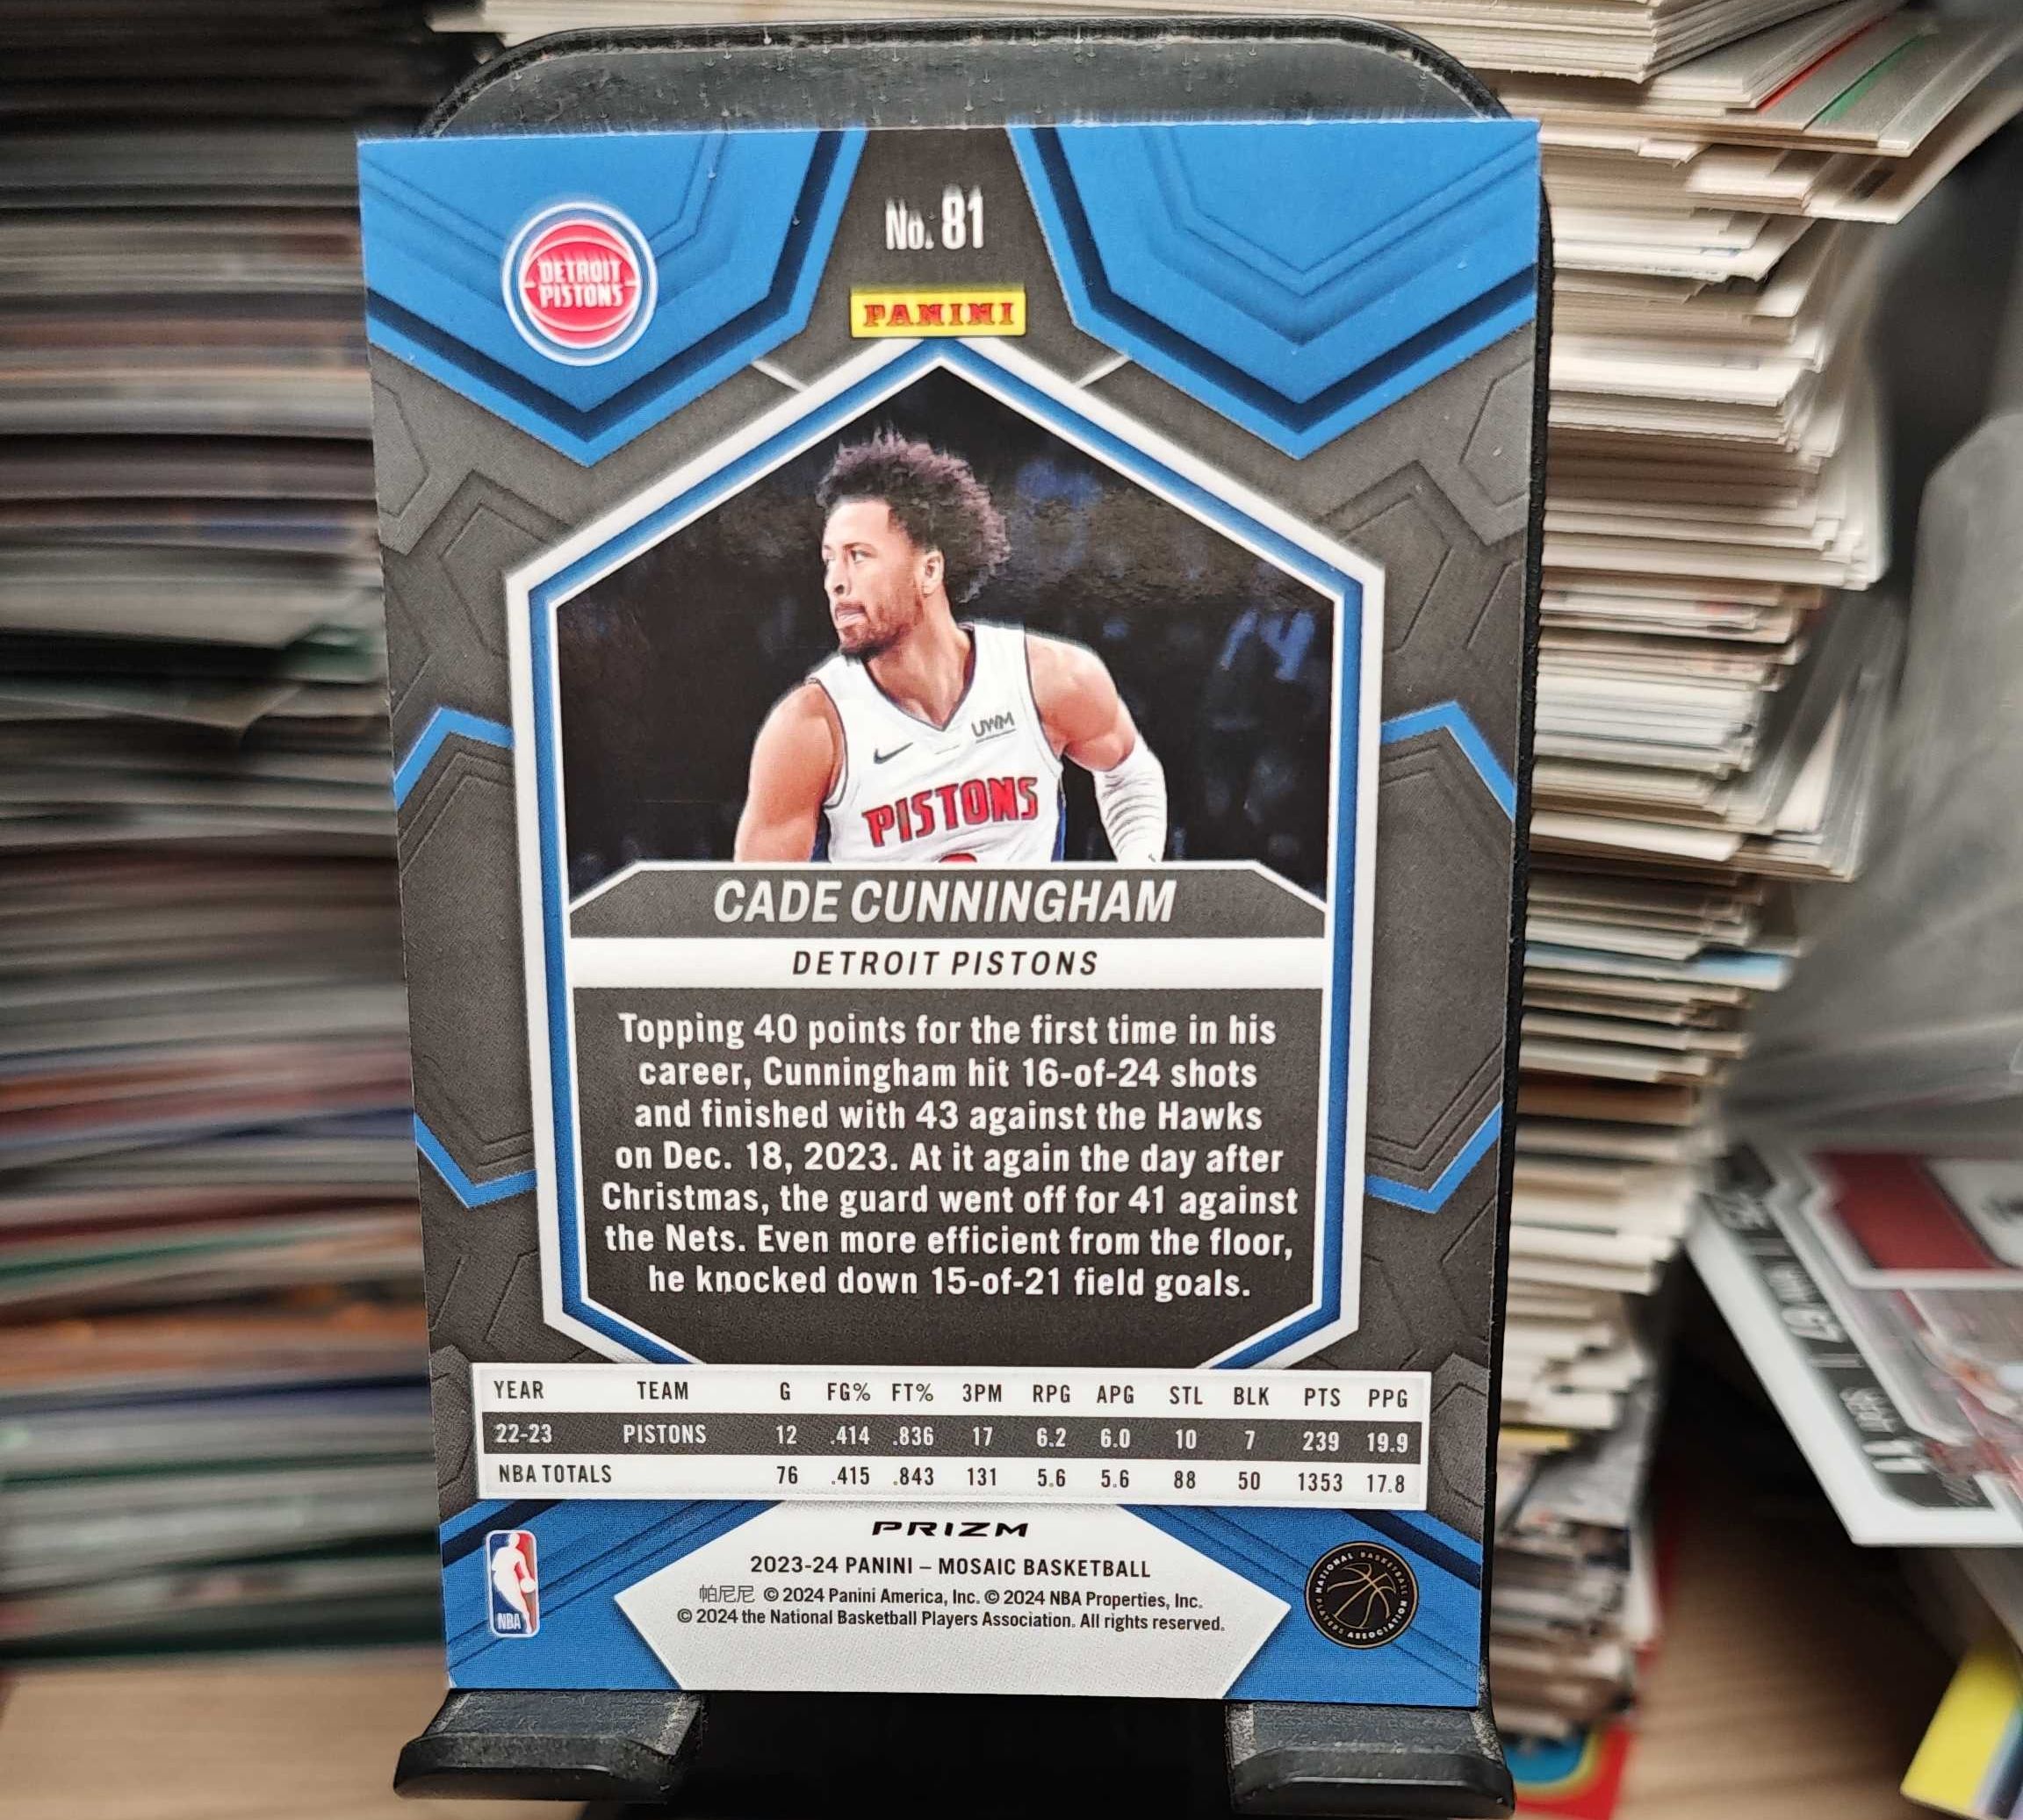 No. 81
DETROIT
PISTONS
PANINI
UWM
PISTONS
CADE CUNNINGHAM
DETROIT PISTONS
Topping 40 points for the first time in his
career, Cunningham hit 16-of-24 shots
and finished with 43 against the Hawks
on Dec. 18, 2023. At it again the day after
Christmas, the guard went off for 41 against
the Nets. Even more efficient from the floor,
he knocked down 15-of-21 field goals.
YEAR TEAM G FG% FT% 3PM RPG APG STL BLK PTS PPG
22-23 PISTONS 12 .414 .836 17 6.2 6.0 10 7 239 19.9
NBA TOTALS 76 .415 .843 131 5.6 5.6 88 50 1353 17.8
PRIZM
2023-24 PANINI – MOSAIC BASKETBALL
帕尼尼 © 2024 Panini America, Inc. © 2024 NBA Properties, Inc.
© 2024 the National Basketball Players Association. All rights reserved.
NBA
NATIONAL BASKETBALL
PLAYERS ASSOCIATION